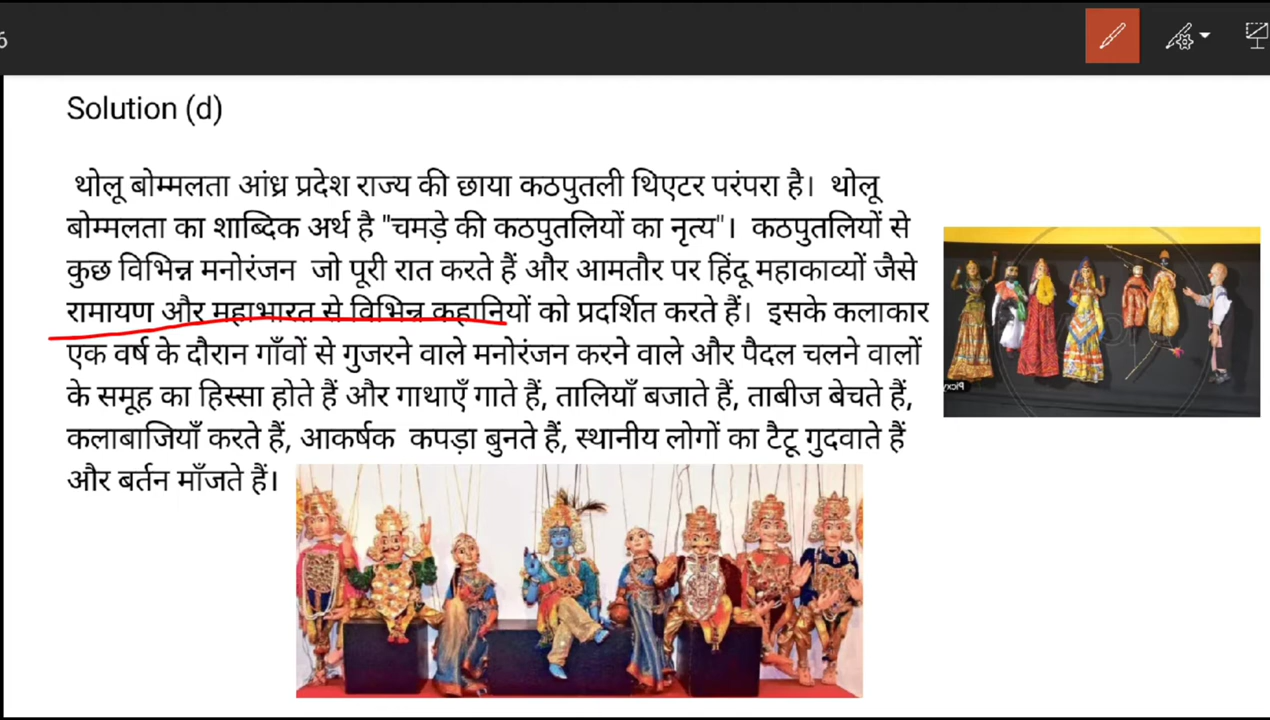 6
Solution (d)
थोलू बोम्मलता आंध्र प्रदेश राज्य की छाया कठपुतली थिएटर परंपरा है। थोलू
बोम्मलता का शाब्दिक अर्थ है "चमड़े की कठपुतलियों का नृत्य"। कठपुतलियों से
कुछ विभिन्न मनोरंजन जो पूरी रात करते हैं और आमतौर पर हिंदू महाकाव्यों जैसे
रामायण और महाभारत से विभिन्न कहानियों को प्रदर्शित करते हैं। इसके कलाकार
एक वर्ष के दौरान गाँवों से गुजरने वाले मनोरंजन करने वाले और पैदल चलने वालों
के समूह का हिस्सा होते हैं और गाथाएँ गाते हैं, तालियाँ बजाते हैं, ताबीज बेचते हैं,
कलाबाजियाँ करते हैं, आकर्षक कपड़ा बुनते हैं, स्थानीय लोगों का टैटू गुदवाते हैं
और बर्तन माँजते हैं।